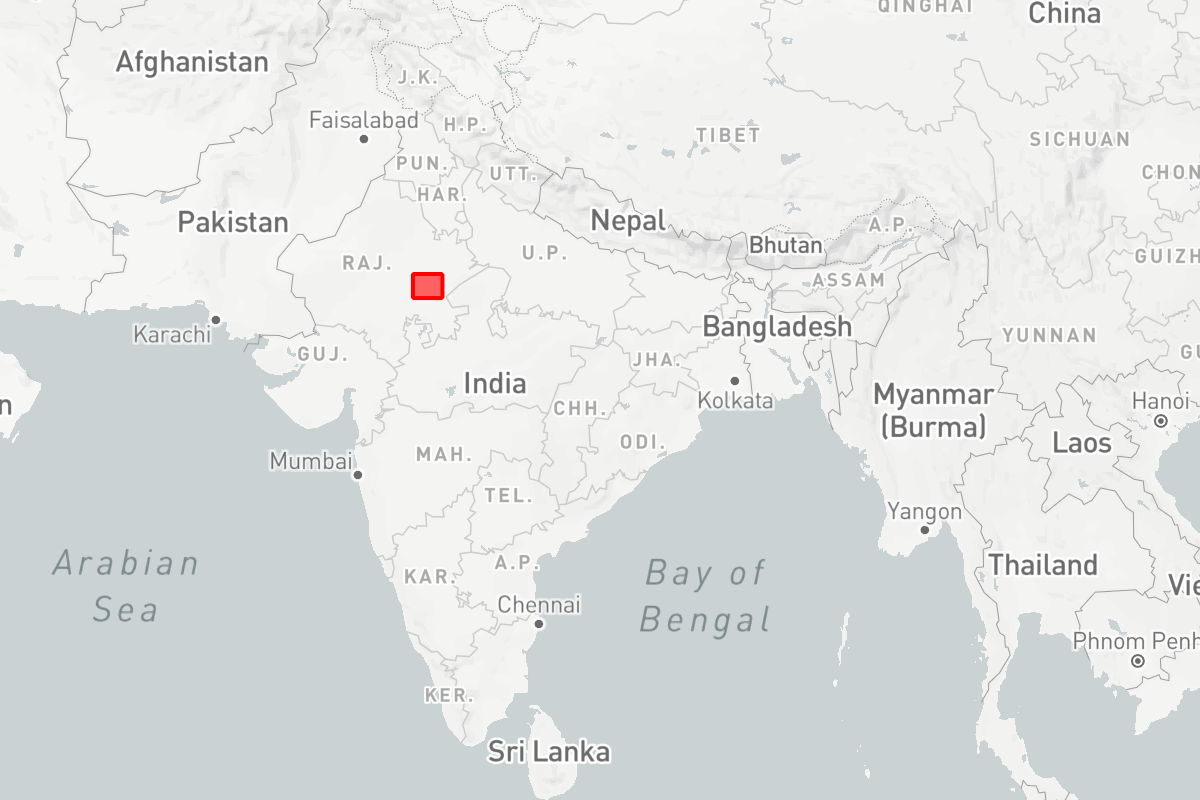 QINGHAI
China
Afghanistan
J.K.
Faisalabad
H.P.
TIBET
SICHUAN
PUN.
UTT.
CHON
HAR.
Pakistan
Nepal
A.P.
Bhutan
U.P.
RAJ.
ASSAM
GUIZH
Karachi
Bangladesh
YUNNAN
GUJ.
JHA.
GU
India
Kolkata
Myanmar
(Burma)
Hanoi
n
CHH.
ODI.
Laos
MAH.
Mumbai
TEL.
Yangon
Arabian
Sea
A.P.
Bay of
Bengal
Thailand
KAR.
Vie
Chennai
Phnom Penh
KER.
Sri Lanka